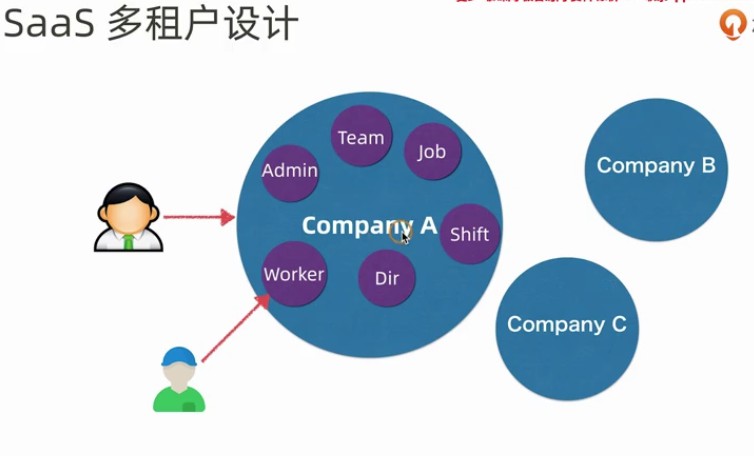 SaaS 多租户设计
Team
Job
Admin
Company B
Company A
Shift
Worker
Dir
Company C